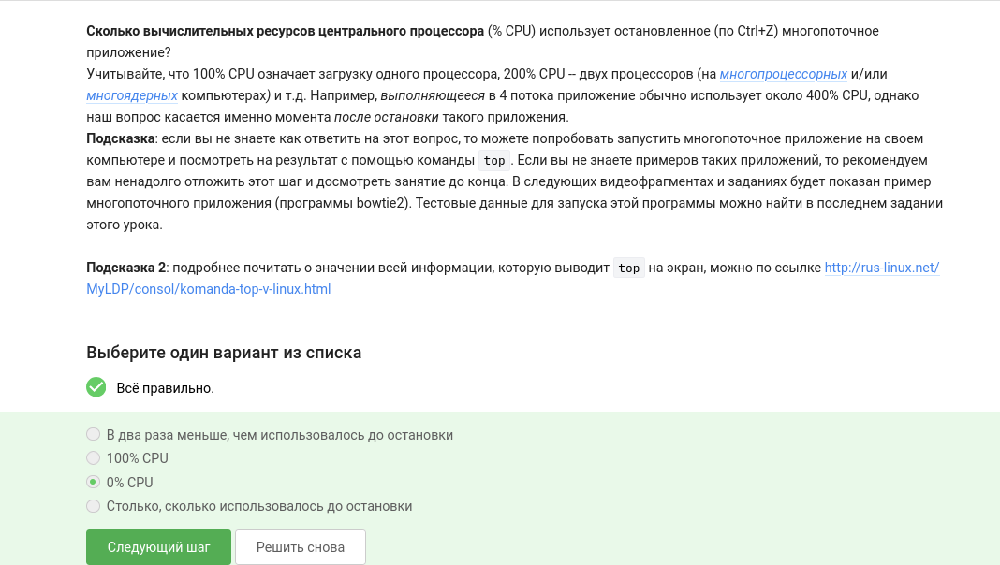 Сколько вычислительных ресурсов центрального процессора (% CPU) использует остановленное (по Ctrl+Z) многопоточное
приложение?
Учитывайте, что 100% CPU означает загрузку одного процессора, 200% CPU -- двух процессоров (на многопроцессорных и/или
многоядерных компьютерах) и т.д. Например, выполняющееся в 4 потока приложение обычно использует около 400% CPU, однако
наш вопрос касается именно момента после остановки такого приложения.
Подсказка: если вы не знаете как ответить на этот вопрос, то можете попробовать запустить многопоточное приложение на своем
компьютере и посмотреть на результат с помощью команды top. Если вы не знаете примеров таких приложений, то рекомендуем
вам ненадолго отложить этот шаг и досмотреть занятие до конца. В следующих видеофрагментах и заданиях будет показан пример
многопоточного приложения (программы bowtie2). Тестовые данные для запуска этой программы можно найти в последнем задании
этого урока.
Подсказка 2: подробнее почитать о значении всей информации, которую выводит top на экран, можно по ссылке http://rus-linux.net/
MyLDP/consol/komanda-top-v-linux.html
Выберите один вариант из списка
Всё правильно.
В два раза меньше, чем использовалось до остановки
100% CPU
0% CPU
Столько, сколько использовалось до остановки
Следующий шаг Решить снова